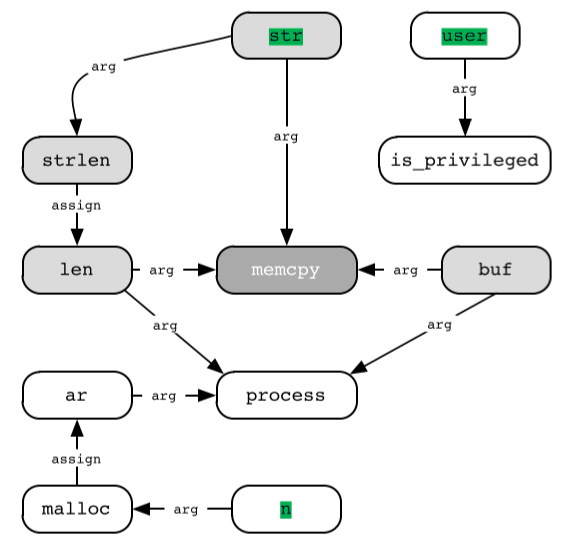 str
user
arg
arg
arg
strlen
is_privileged
assign
len
arg
memcpy
arg
buf
arg
arg
ar
arg
process
assign
malloc
arg
n